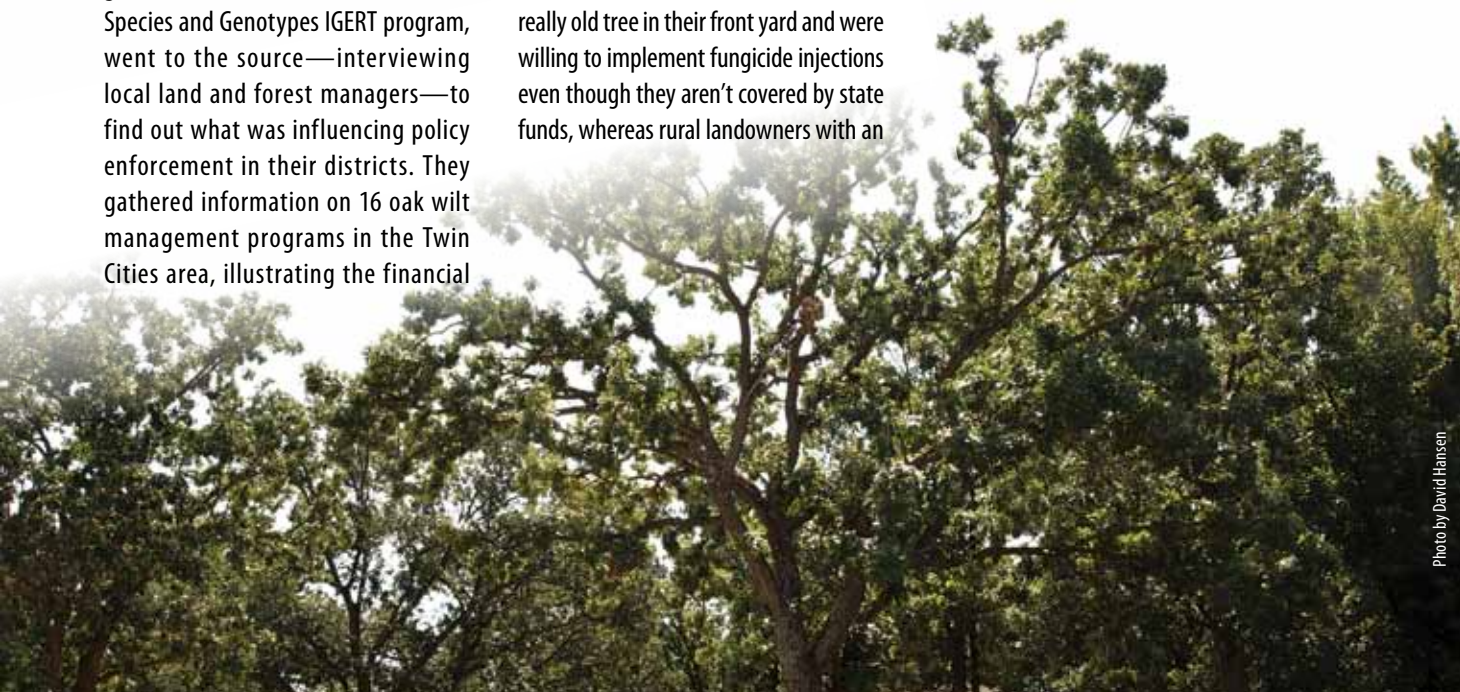 Species and Genotypes IGERT program,
went to the source—interviewing
local land and forest managers—to
find out what was influencing policy
enforcement in their districts. They
gathered information on 16 oak wilt
management programs in the Twin
Cities area, illustrating the financial
really old tree in their front yard and were
willing to implement fungicide injections
even though they aren’t covered by state
funds, whereas rural landowners with an
Photo by David Hansen